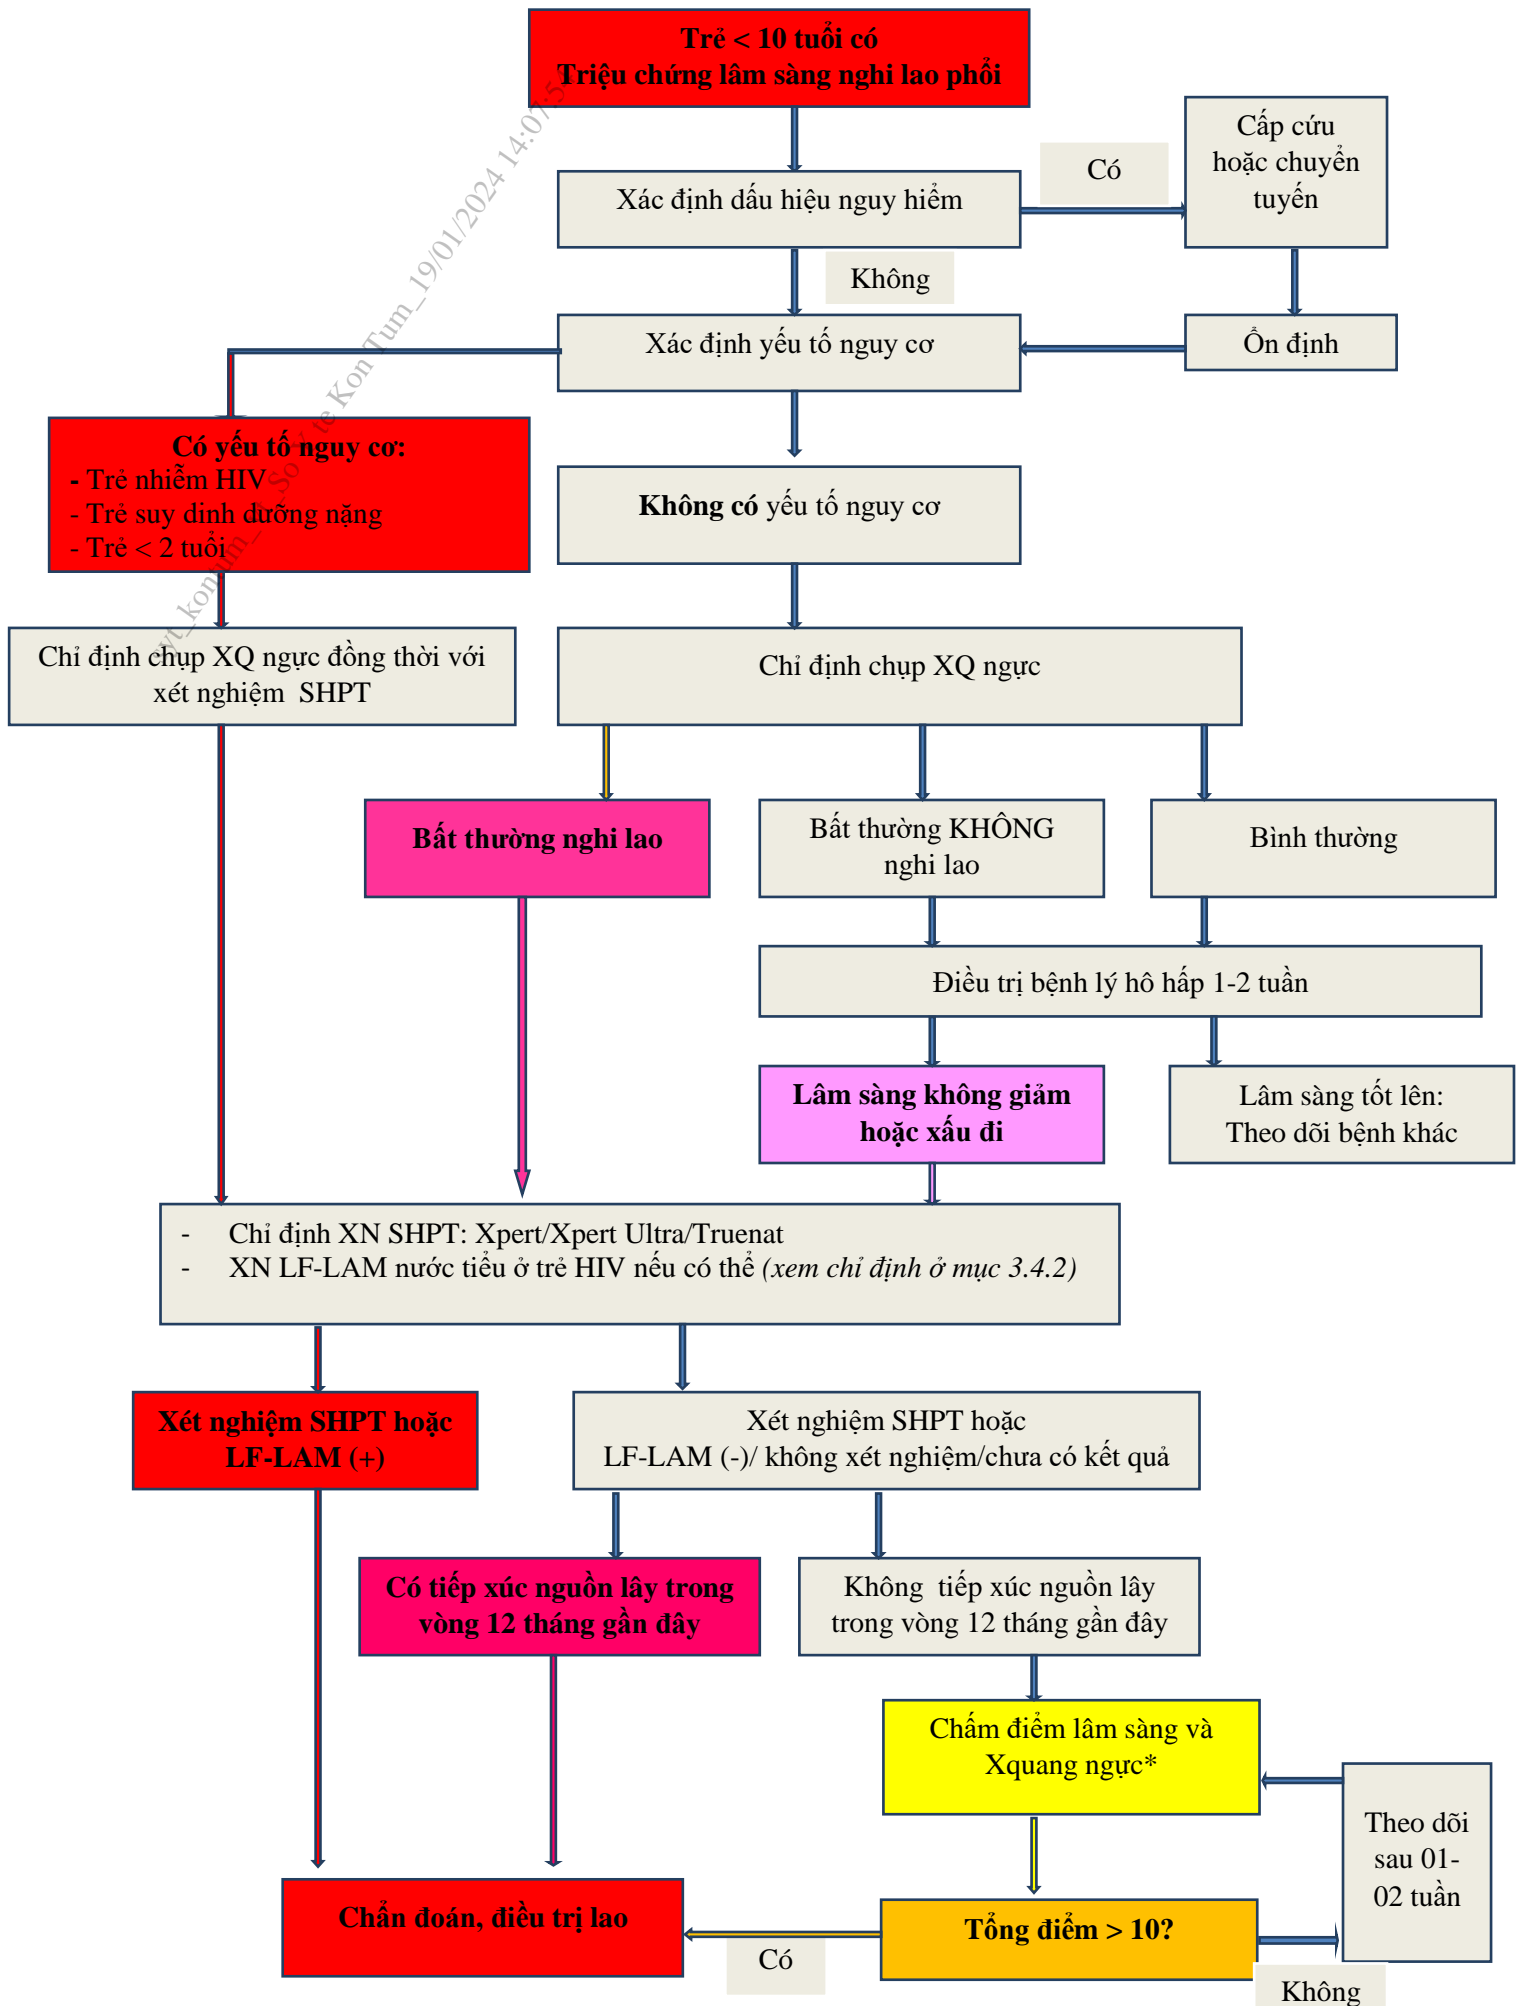 Trẻ < 10 tuổi có
Triệu chứng lâm sàng nghi lao phổi
Cấp cứu
hoặc chuyển
tuyến
Có
Xác định dấu hiệu nguy hiểm
Không
Xác định yếu tố nguy cơ
Ổn định
Có yếu tố nguy cơ:
- Trẻ nhiễm HIV
- Trẻ suy dinh dưỡng nặng
- Trẻ < 2 tuổi
Không có yếu tố nguy cơ
Chỉ định chụp XQ ngực đồng thời với
xét nghiệm SHPT
Chỉ định chụp XQ ngực
Bất thường nghi lao
Bất thường KHÔNG
nghi lao
Bình thường
Điều trị bệnh lý hô hấp 1-2 tuần
Lâm sàng không giảm
hoặc xấu đi
Lâm sàng tốt lên:
Theo dõi bệnh khác
- Chỉ định XN SHPT: Xpert/Xpert Ultra/Truenat
- XN LF-LAM nước tiểu ở trẻ HIV nếu có thể (xem chỉ định ở mục 3.4.2)
Xét nghiệm SHPT hoặc
LF-LAM (+)
Xét nghiệm SHPT hoặc
LF-LAM (-)/ không xét nghiệm/chưa có kết quả
Có tiếp xúc nguồn lây trong
vòng 12 tháng gần đây
Không tiếp xúc nguồn lây
trong vòng 12 tháng gần đây
Chấm điểm lâm sàng và
Xquang ngực*
Theo dõi
sau 01-
02 tuần
Chẩn đoán, điều trị lao
Tổng điểm > 10?
Có
Không
So Y te Kon Tum_19/01/2024 14:07:5